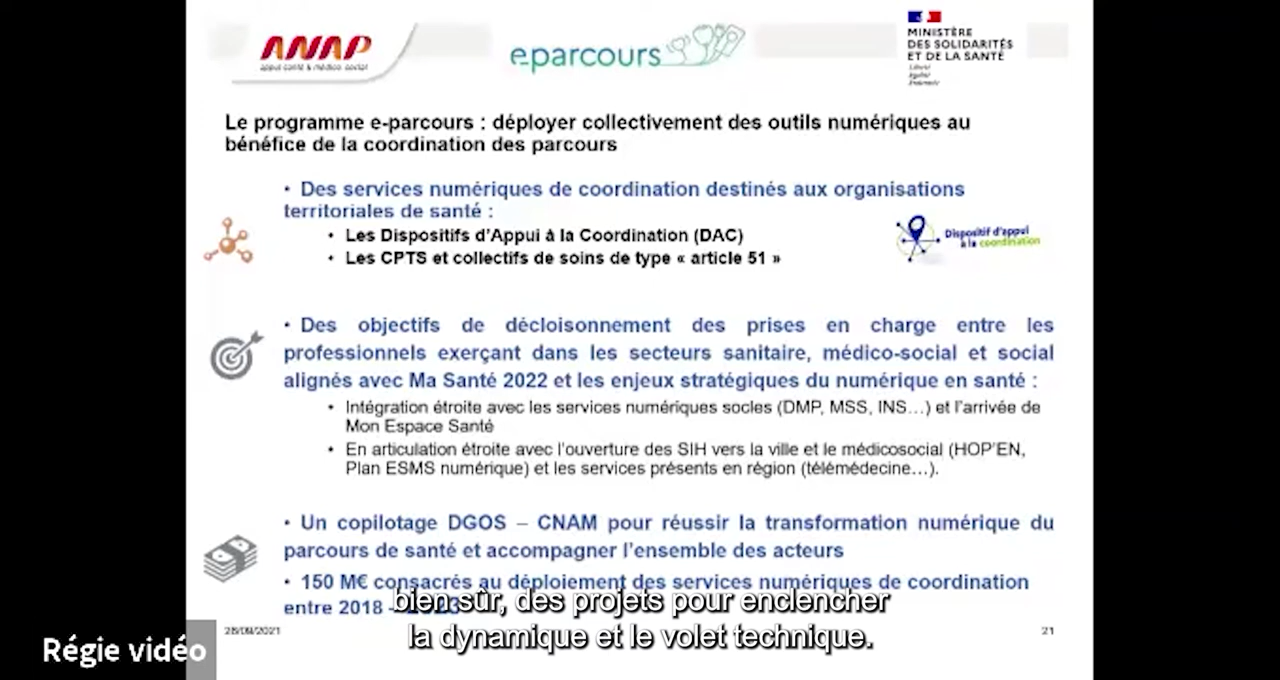 ANAP
appui santé & médico-social
eparcours
MINISTÈRE
DES SOLIDARITÉS
ET DE LA SANTÉ
Liberté
Égalité
Fraternité
Le programme e-parcours : déployer collectivement des outils numériques au
bénéfice de la coordination des parcours
• Des services numériques de coordination destinés aux organisations
territoriales de santé :
• Les Dispositifs d'Appui à la Coordination (DAC)
• Les CPTS et collectifs de soins de type « article 51 »
Dispositif d'appui
à la coordination
• Des objectifs de décloisonnement des prises en charge entre les
professionnels exerçant dans les secteurs sanitaire, médico-social et social
alignés avec Ma Santé 2022 et les enjeux stratégiques du numérique en santé :
• Intégration étroite avec les services numériques socles (DMP, MSS, INS…) et l'arrivée de
Mon Espace Santé
• En articulation étroite avec l'ouverture des SIH vers la ville et le médicosocial (HOP'EN,
Plan ESMS numérique) et les services présents en région (télémédecine…).
• Un copilotage DGOS – CNAM pour réussir la transformation numérique du
parcours de santé et accompagner l'ensemble des acteurs
• 150 M€ consacrés au déploiement des services numériques de coordination
entre 2018 –
bien sûr, des projets pour enclencher
la dynamique et le volet technique.
28/09/2021
21
Régie vidéo